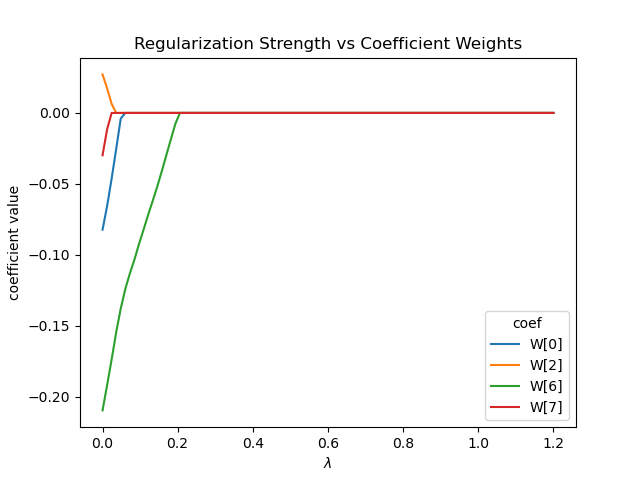 Regularization Strength vs Coefficient Weights
coefficient value
0.00
−0.05
−0.10
−0.15
−0.20
0.0 0.2 0.4 0.6 0.8 1.0 1.2
λ
coef
W[0]
W[2]
W[6]
W[7]